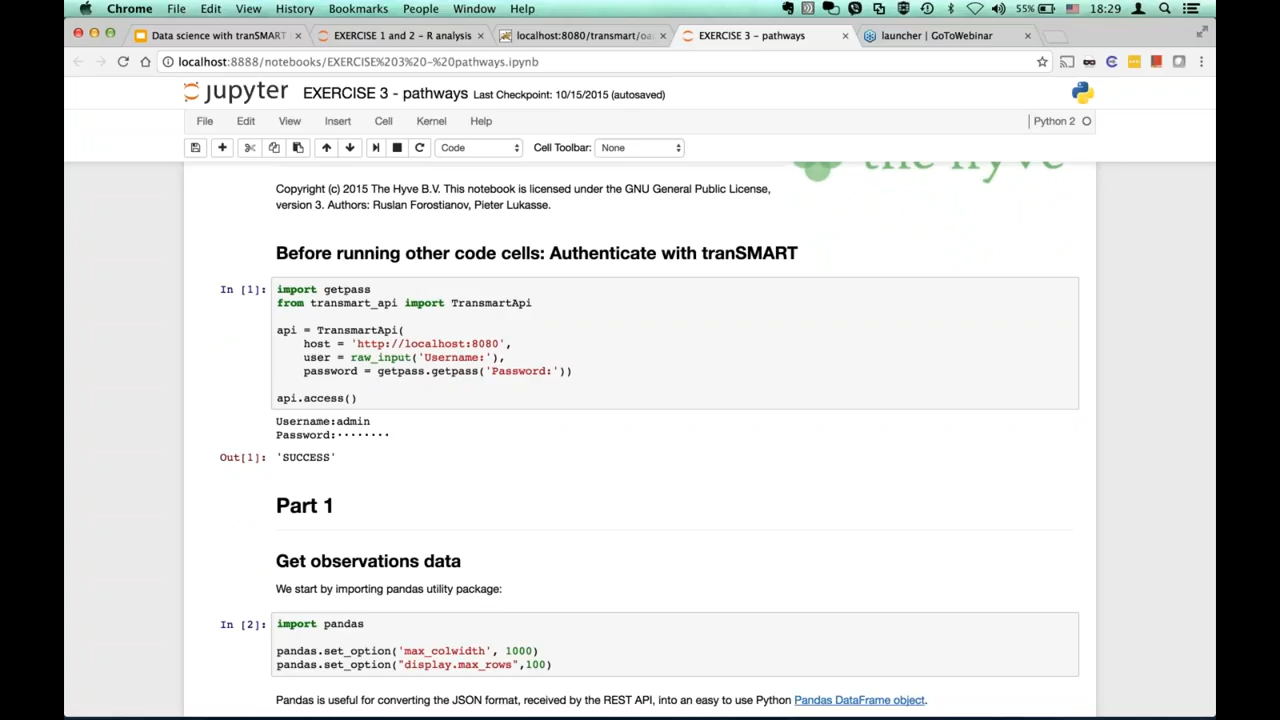 Chrome File Edit View History Bookmarks People Window Help 55% 18:29
Data science with tranSMART EXERCISE 1 and 2 - R analysis localhost:8080/transmart/oa EXERCISE 3 - pathways launcher | GoToWebinar
localhost:8888/notebooks/EXERCISE%203%20-%20pathways.ipynb
jupyter EXERCISE 3 - pathways Last Checkpoint: 10/15/2015 (autosaved)
File Edit View Insert Cell Kernel Help Python 2
Code Cell Toolbar: None
the hyve
Copyright (c) 2015 The Hyve B.V. This notebook is licensed under the GNU General Public License,
version 3. Authors: Ruslan Forostianov, Pieter Lukasse.
Before running other code cells: Authenticate with tranSMART
In [1]: import getpass
from transmart_api import TransmartApi
api = TransmartApi(
host = 'http://localhost:8080',
user = raw_input('Username:'),
password = getpass.getpass('Password:'))
api.access()
Username:admin
Password:········
Out[1]: 'SUCCESS'
Part 1
Get observations data
We start by importing pandas utility package:
In [2]: import pandas
pandas.set_option('max_colwidth', 1000)
pandas.set_option("display.max_rows",100)
Pandas is useful for converting the JSON format, received by the REST API, into an easy to use Python Pandas DataFrame object.